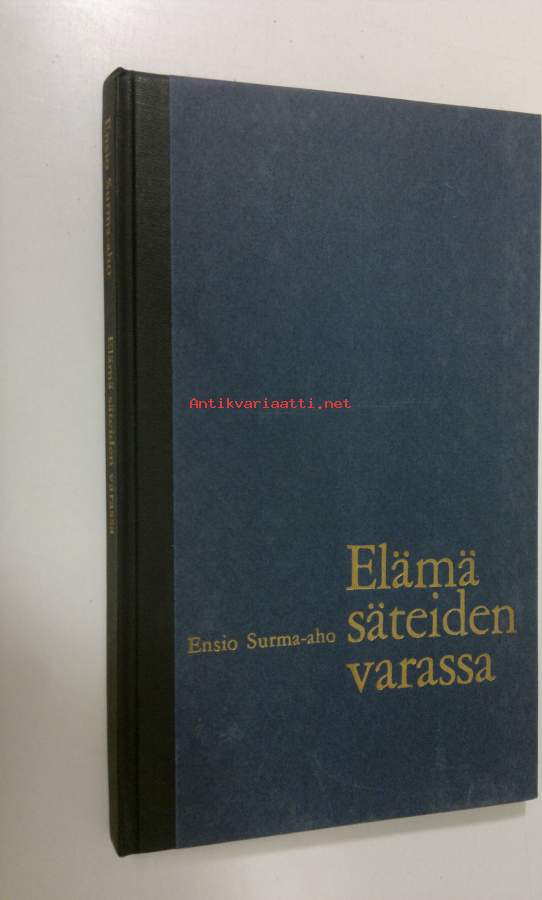 Ensio Surma-aho Elämä säteiden varassa
Antikvariaatti.net
Elämä
säteiden
varassa
Ensio Surma-aho